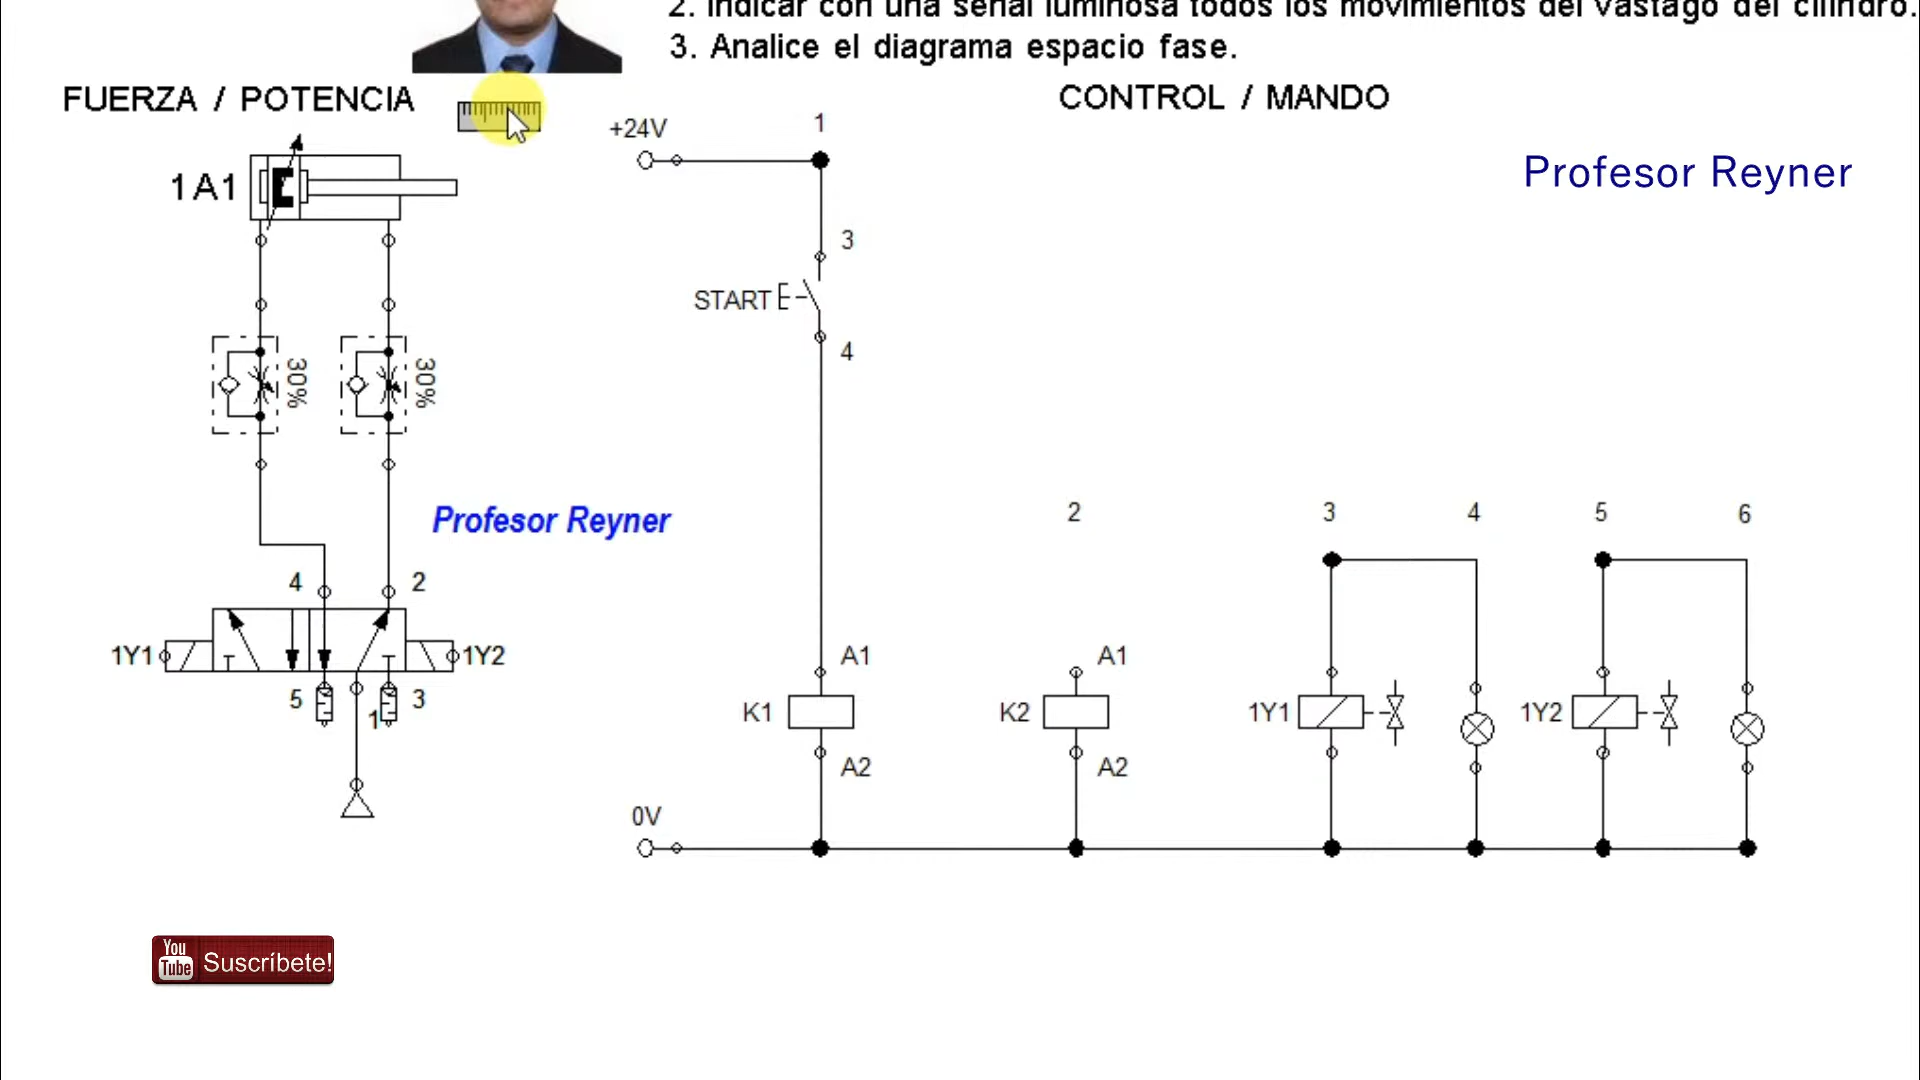 2. Indicar con una señal luminosa todos los movimientos del vástago del cilindro.
3. Analice el diagrama espacio fase.
FUERZA / POTENCIA
CONTROL / MANDO
+24V
1
Profesor Reyner
1A1
3
START
4
30%
30%
Profesor Reyner
2
3
4
5
6
4
2
1Y1
1Y2
5
1
3
A1
A1
K1
K2
1Y1
1Y2
A2
A2
0V
You
Tube
Suscríbete!